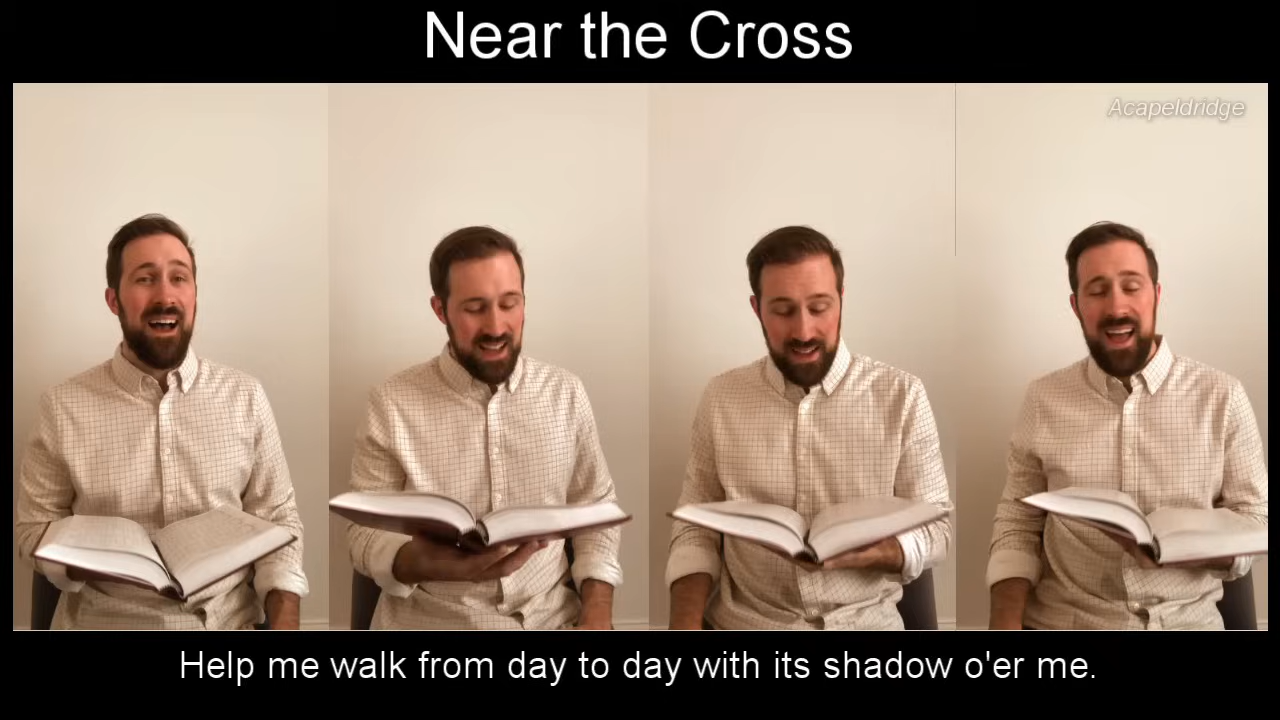 Near the Cross
Acapeldridge
Help me walk from day to day with its shadow o'er me.